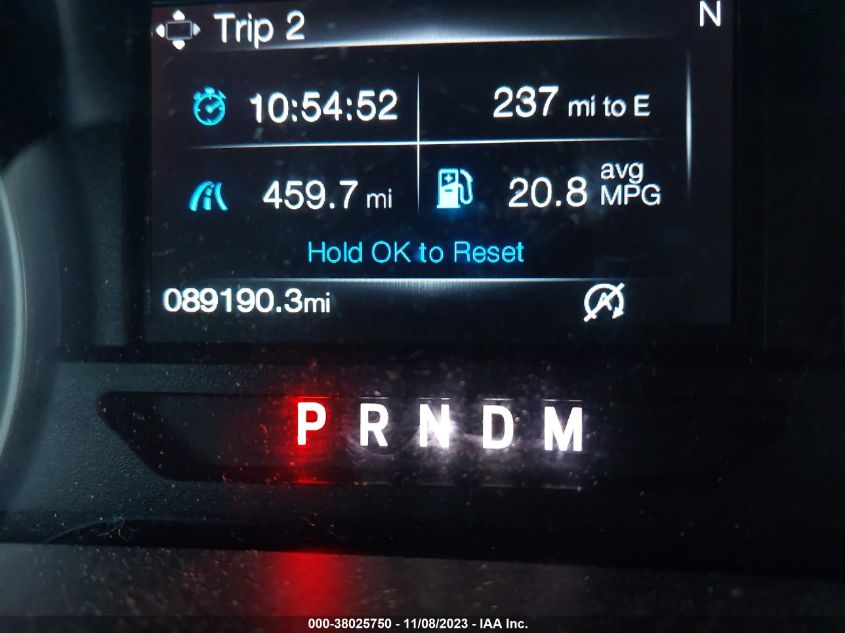 Trip 2 N
10:54:52 237 mi to E
459.7 mi 20.8 avg MPG
Hold OK to Reset
089190.3mi
P R N D M
000-38025750 - 11/08/2023 - IAA Inc.